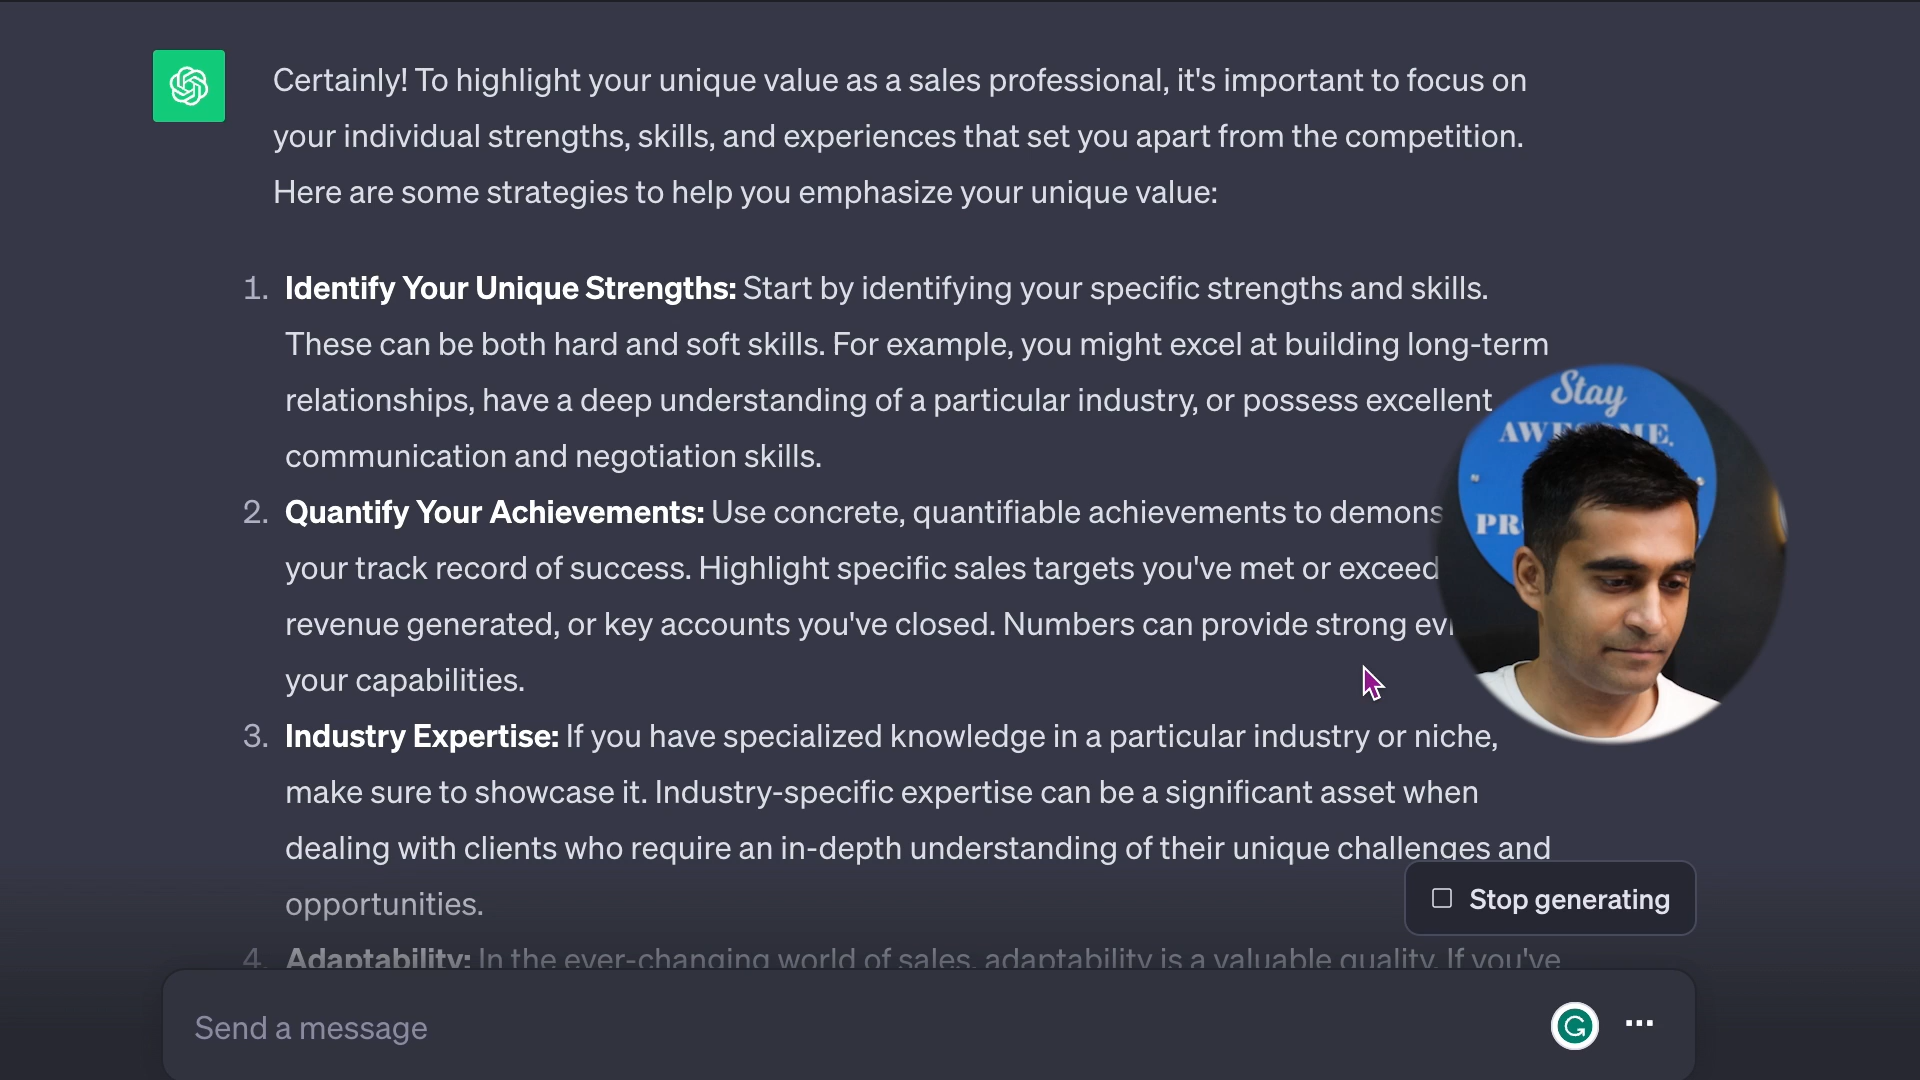 Certainly! To highlight your unique value as a sales professional, it's important to focus on
your individual strengths, skills, and experiences that set you apart from the competition.
Here are some strategies to help you emphasize your unique value:
1. Identify Your Unique Strengths: Start by identifying your specific strengths and skills.
These can be both hard and soft skills. For example, you might excel at building long-term
relationships, have a deep understanding of a particular industry, or possess excellent
communication and negotiation skills.
Stay
AWESOME.
2. Quantify Your Achievements: Use concrete, quantifiable achievements to demons
your track record of success. Highlight specific sales targets you've met or exceed
revenue generated, or key accounts you've closed. Numbers can provide strong
your capabilities.
3. Industry Expertise: If you have specialized knowledge in a particular industry or niche,
make sure to showcase it. Industry-specific expertise can be a significant asset when
dealing with clients who require an in-depth understanding of their unique challenges and
opportunities.
Stop generating
4. Adaptability: In the ever-changing world of sales, adaptability is a valuable quality. If you've
Send a message